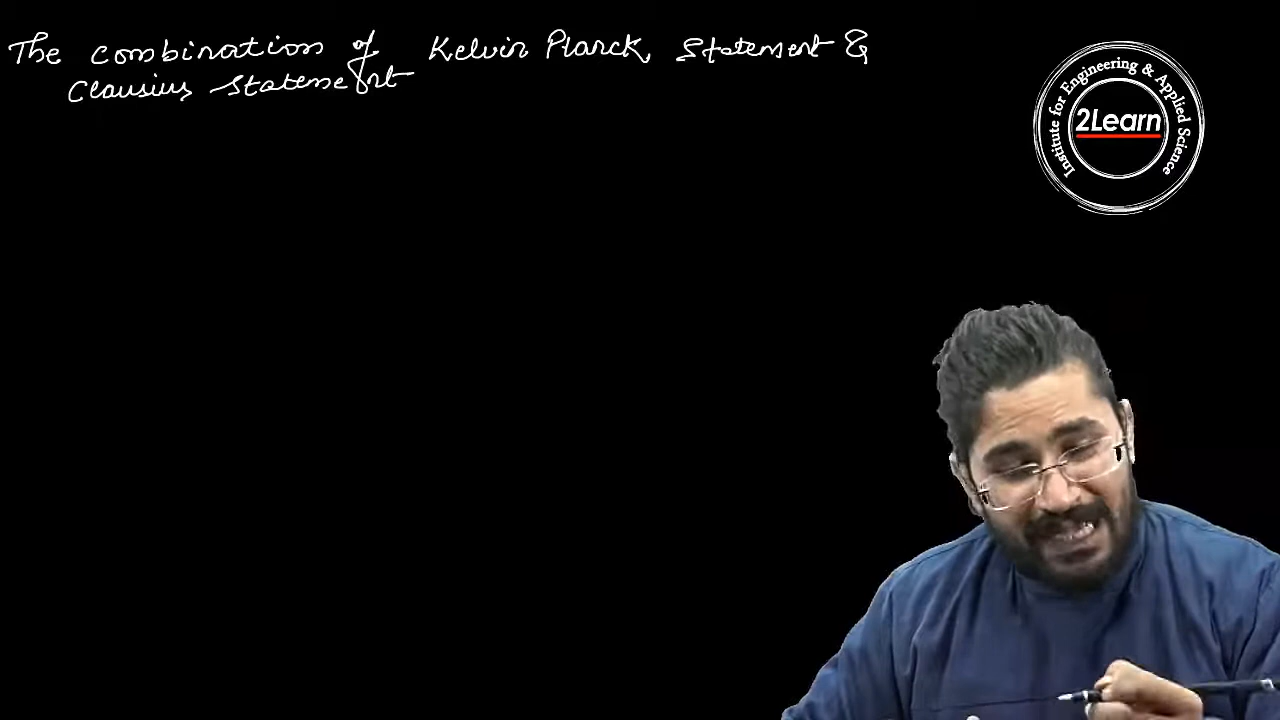 The combination of Kelvin Planck Statement &
Clausius Statement
Institute for Engineering & Applied Science
2Learn